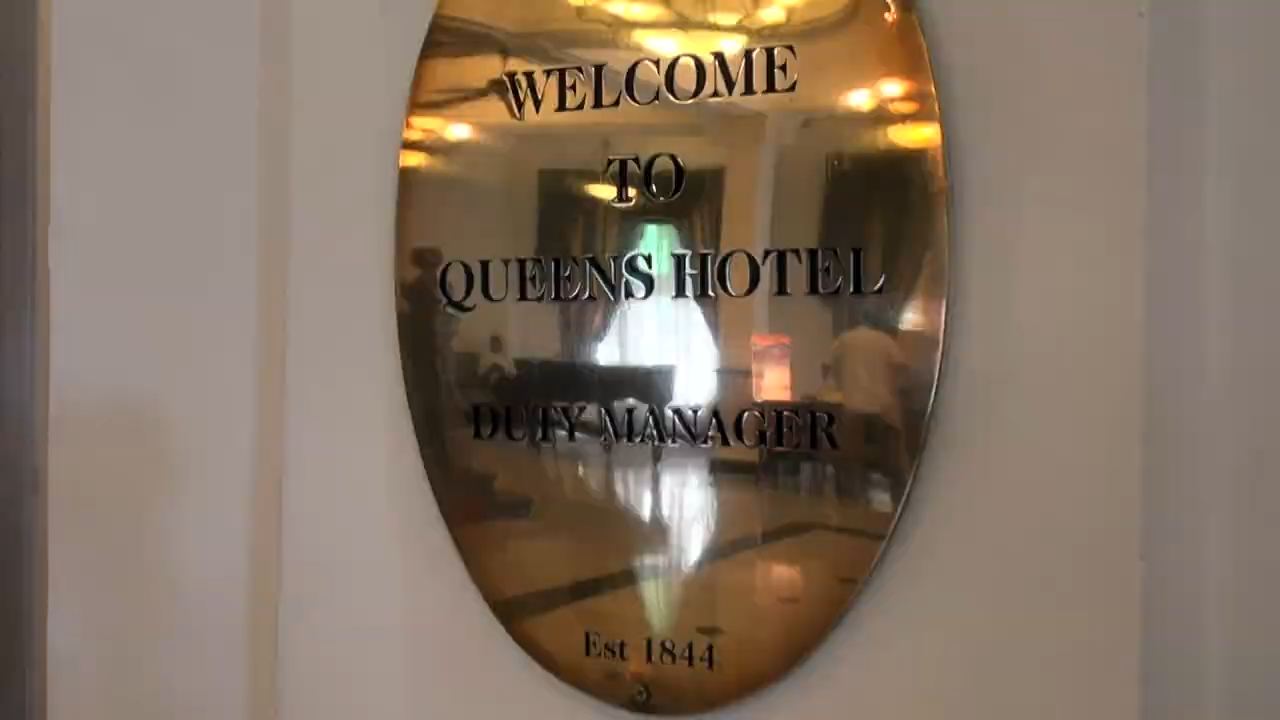 WELCOME
TO
QUEENS HOTEL
DUTY MANAGER
Est 1844